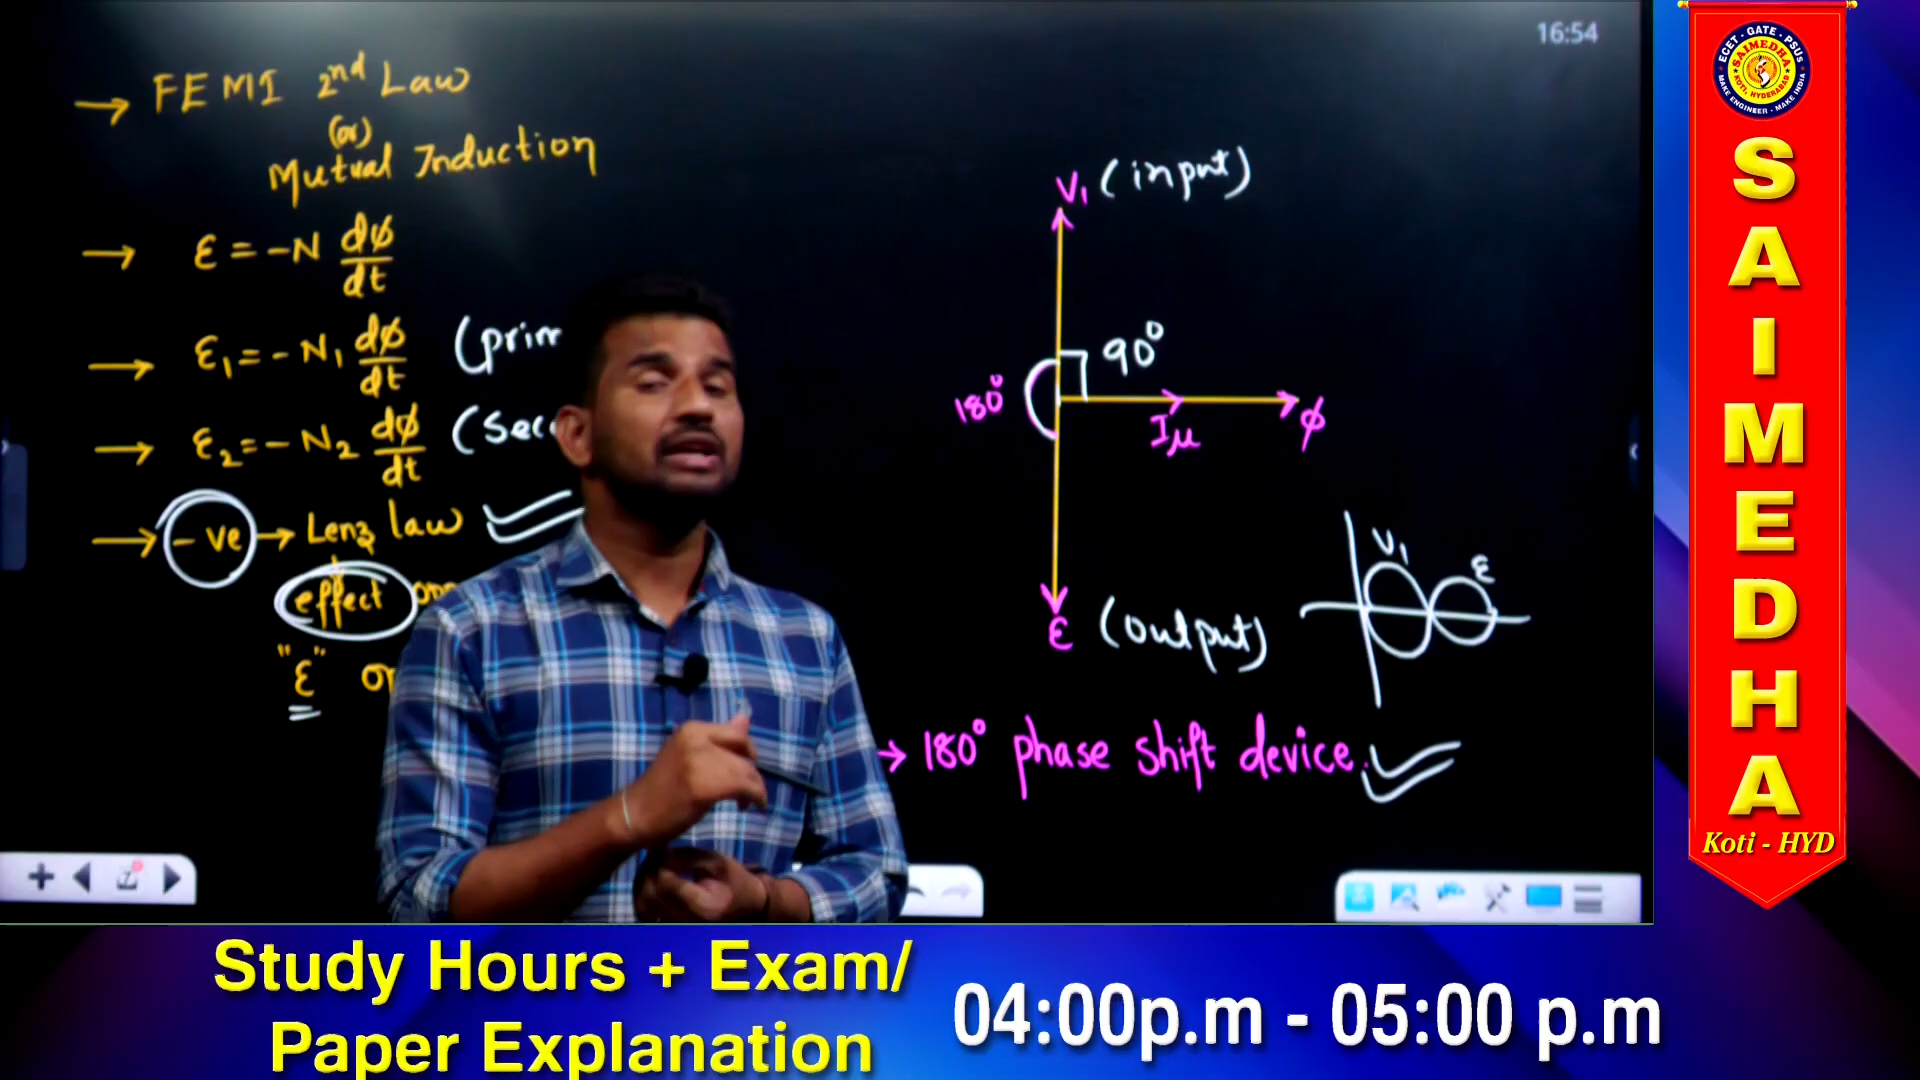 16:54
→ FEMI 2nd Law
(or)
Mutual Induction
→ ε = -N dφ/dt
→ ε1 = -N1 dφ/dt (prim
→ ε2 = -N2 dφ/dt (Sec
→ -ve → Lenz law
effect
"ε" or
V1 (input)
90°
180°
Iμ
φ
ε (output)
V1
ε
→ 180° phase shift device.
ECET - GATE - PSUS
SAIMEDHA
KOTI, HYDERABAD
MAKE ENGINEER - MAKE INDIA
SAIMEDHA
Koti - HYD
Study Hours + Exam/
Paper Explanation
04:00p.m - 05:00 p.m